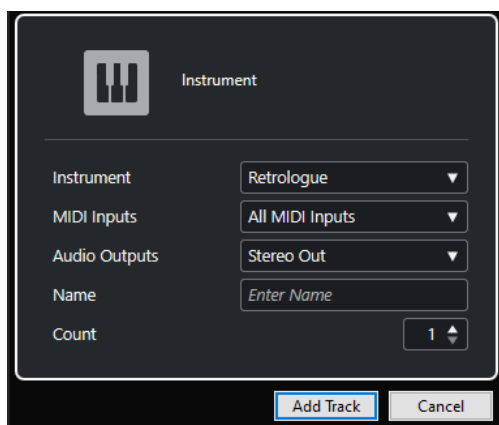 Instrument
Instrument Retrologue
MIDI Inputs All MIDI Inputs
Audio Outputs Stereo Out
Name Enter Name
Count 1
Add Track Cancel